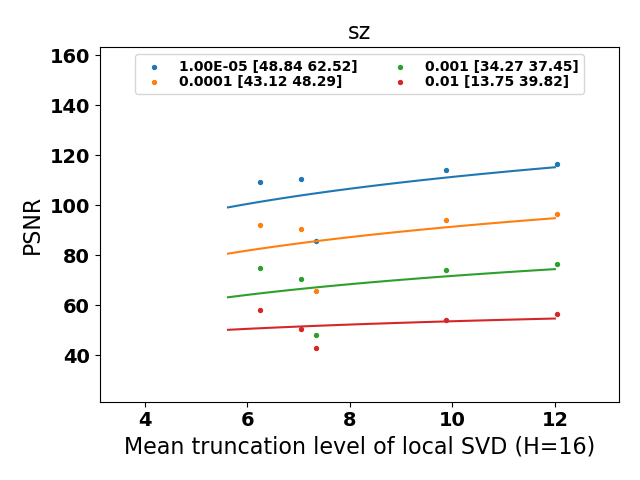 sz
1.00E-05 [48.84 62.52]
0.0001 [43.12 48.29]
0.001 [34.27 37.45]
0.01 [13.75 39.82]
160
140
120
100
80
60
40
PSNR
4 6 8 10 12
Mean truncation level of local SVD (H=16)